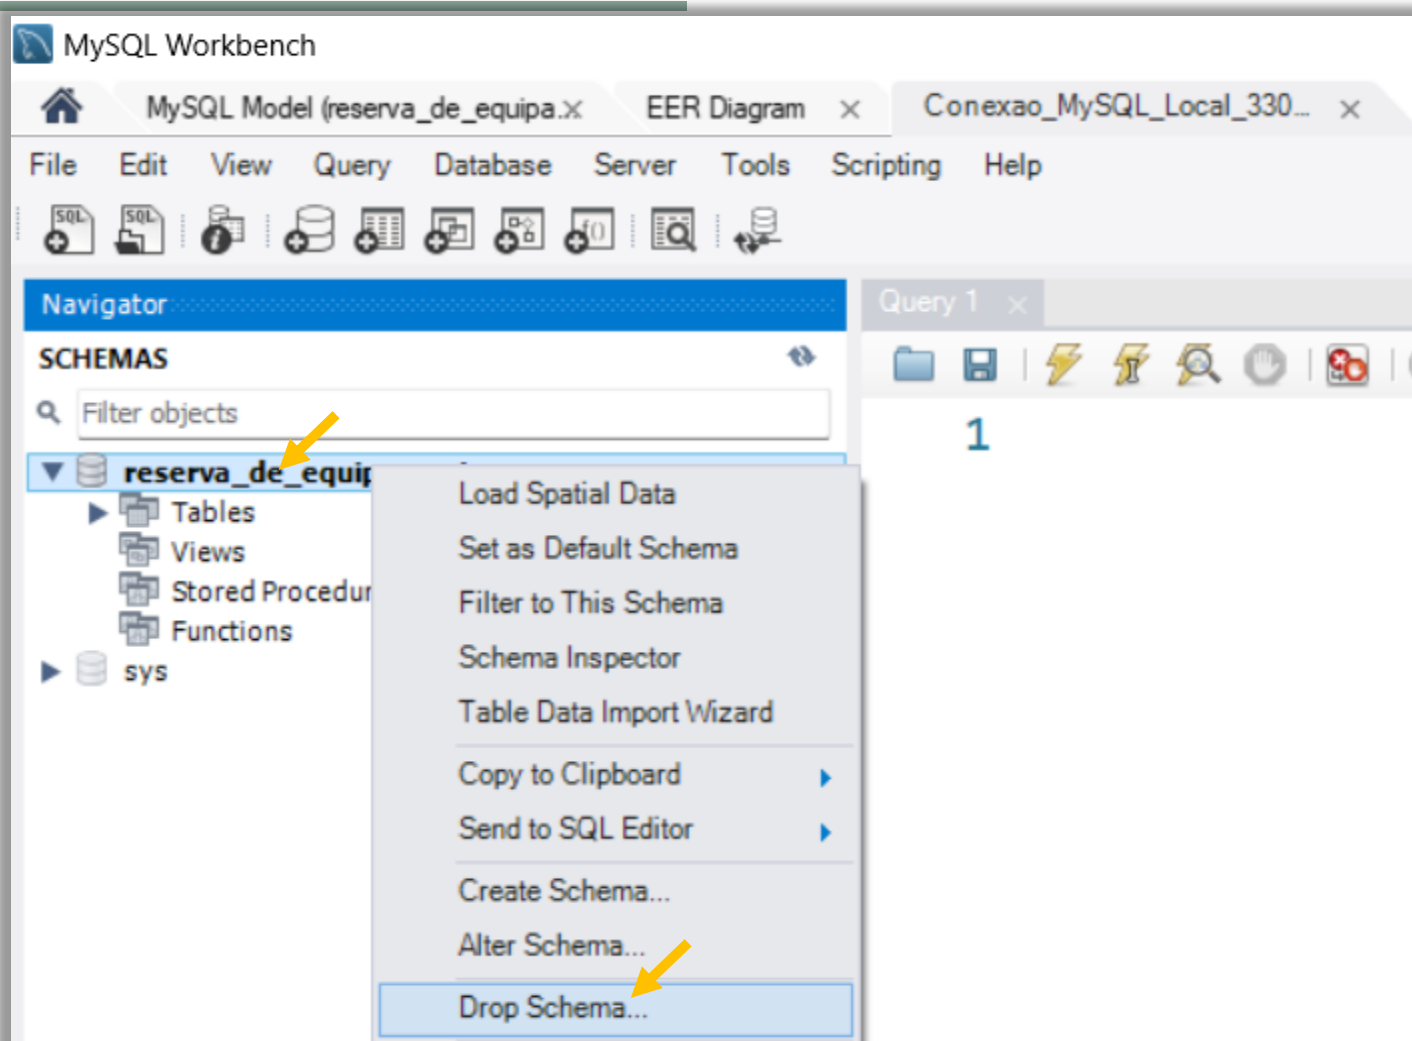 MySQL Workbench
MySQL Model (reserva_de_equipa.x EER Diagram x Conexao_MySQL_Local_330... x
File Edit View Query Database Server Tools Scripting Help
SQL SQL f()
Navigator
Query 1 x
SCHEMAS
Filter objects
1
reserva_de_equip
Load Spatial Data
Tables
Set as Default Schema
Views
Stored Procedur
Filter to This Schema
Functions
Schema Inspector
sys
Table Data Import Wizard
Copy to Clipboard
Send to SQL Editor
Create Schema...
Alter Schema...
Drop Schema...